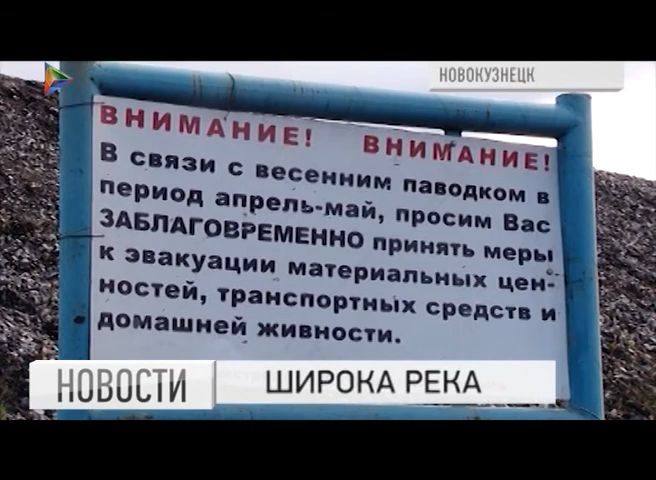 НОВОКУЗНЕЦК
ВНИМАНИЕ! ВНИМАНИЕ!
В связи с весенним паводком в
период апрель-май, просим Вас
ЗАБЛАГОВРЕМЕННО принять меры
к эвакуации материальных цен-
ностей, транспортных средств и
домашней живности.
НОВОСТИ
ШИРОКА РЕКА